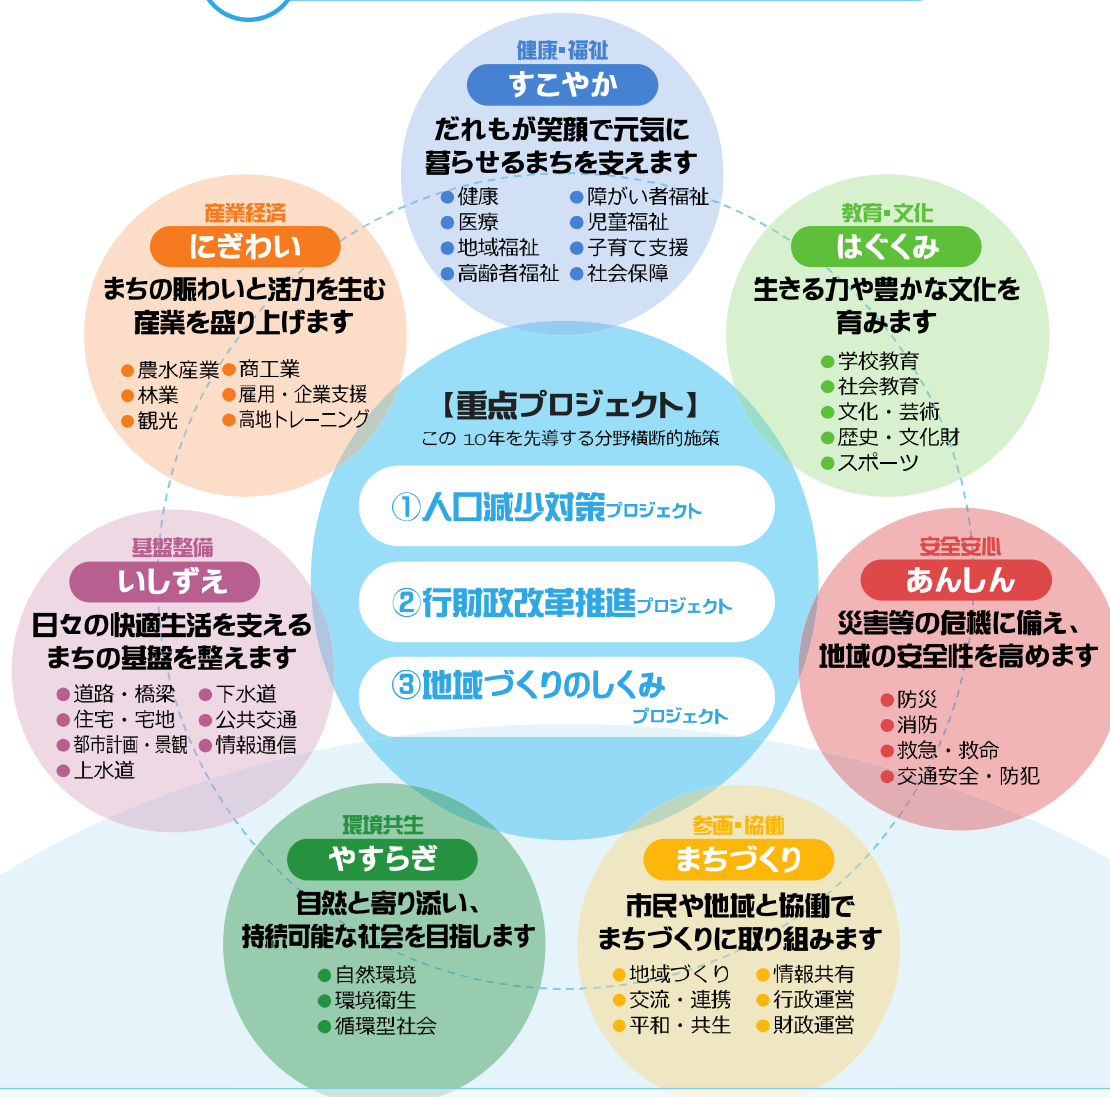 健康・福祉
すこやか
だれもが笑顔で元気に
暮らせるまちを支えます
●健康
●医療
●地域福祉
●高齢者福祉
●障がい者福祉
●児童福祉
●子育て支援
●社会保障
産業経済
にぎわい
まちの賑わいと活力を生む
産業を盛り上げます
●農水産業
●林業
●観光
●商工業
●雇用・企業支援
●高地トレーニング
教育・文化
はぐくみ
生きる力や豊かな文化を
育みます
●学校教育
●社会教育
●文化・芸術
●歴史・文化財
●スポーツ
【重点プロジェクト】
この 10年を先導する分野横断的施策
①人口減少対策プロジェクト
②行財政改革推進プロジェクト
③地域づくりのしくみ
プロジェクト
基盤整備
いしずえ
日々の快適生活を支える
まちの基盤を整えます
●道路・橋梁
●住宅・宅地
●都市計画・景観
●上水道
●下水道
●公共交通
●情報通信
安全安心
あんしん
災害等の危機に備え、
地域の安全性を高めます
●防災
●消防
●救急・救命
●交通安全・防犯
環境共生
やすらぎ
自然と寄り添い、
持続可能な社会を目指します
●自然環境
●環境衛生
●循環型社会
参画・協働
まちづくり
市民や地域と協働で
まちづくりに取り組みます
●地域づくり
●交流・連携
●平和・共生
●情報共有
●行政運営
●財政運営